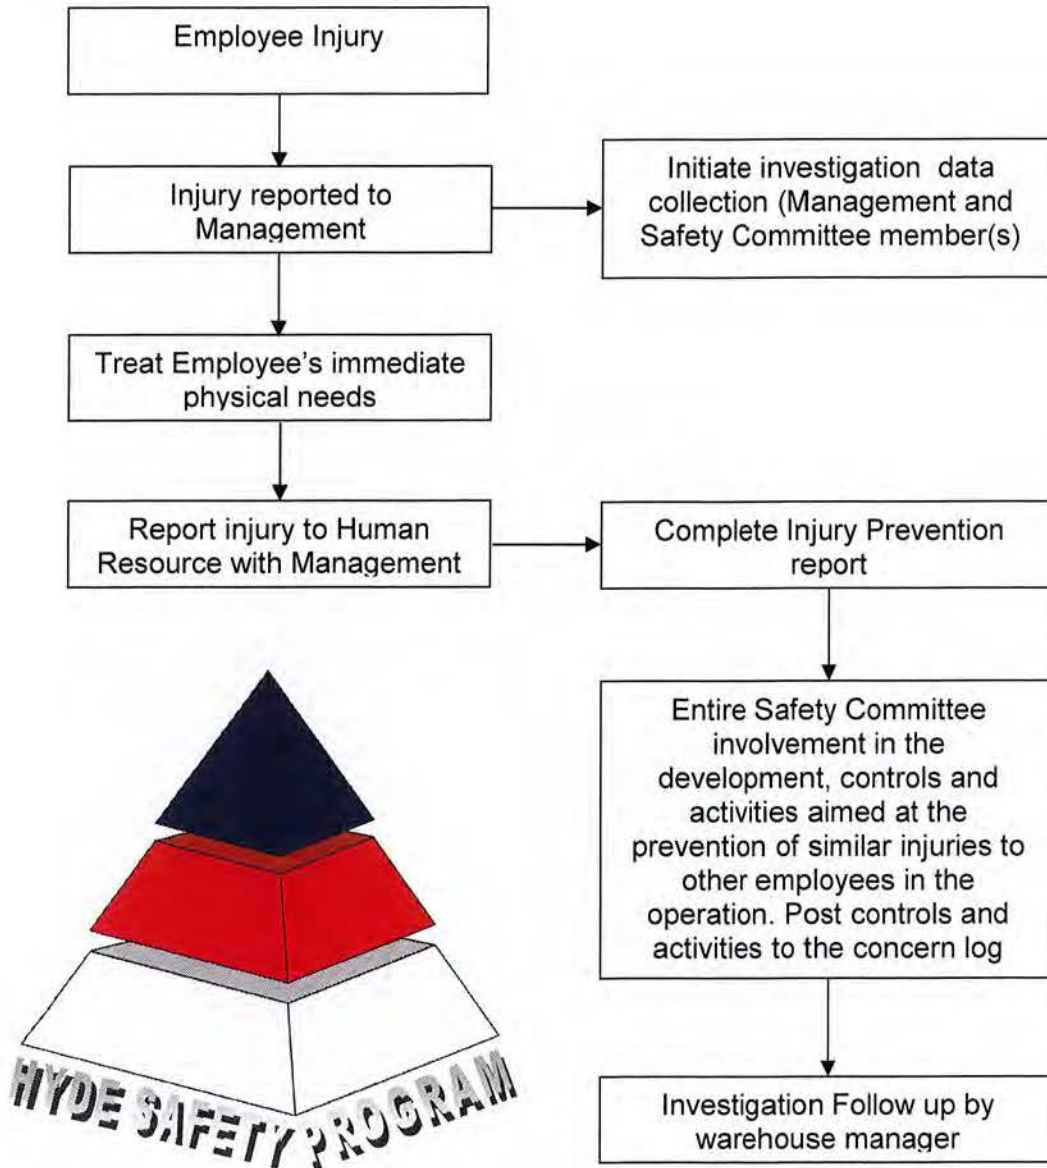 Employee Injury
Injury reported to
Management
Initiate investigation data
collection (Management and
Safety Committee member(s)
Treat Employee's immediate
physical needs
Report injury to Human
Resource with Management
Complete Injury Prevention
report
Entire Safety Committee
involvement in the
development, controls and
activities aimed at the
prevention of similar injuries to
other employees in the
operation. Post controls and
activities to the concern log
Investigation Follow up by
warehouse manager
HYDE SAFETY PROGRAM